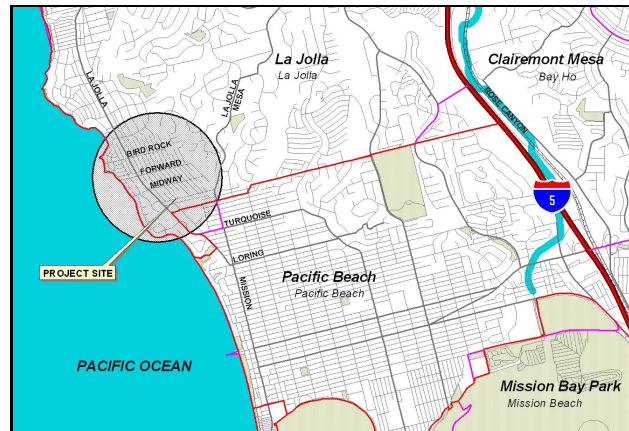 La Jolla
La Jolla
Clairemont Mesa
Bay Ho
LA JOLLA
LA JOLLA
MESA
ROSE CANYON
BIRD ROCK
FORWARD
MIDWAY
5
TURQUOISE
LORING
PROJECT SITE
MISSION
Pacific Beach
Pacific Beach
PACIFIC OCEAN
Mission Bay Park
Mission Beach